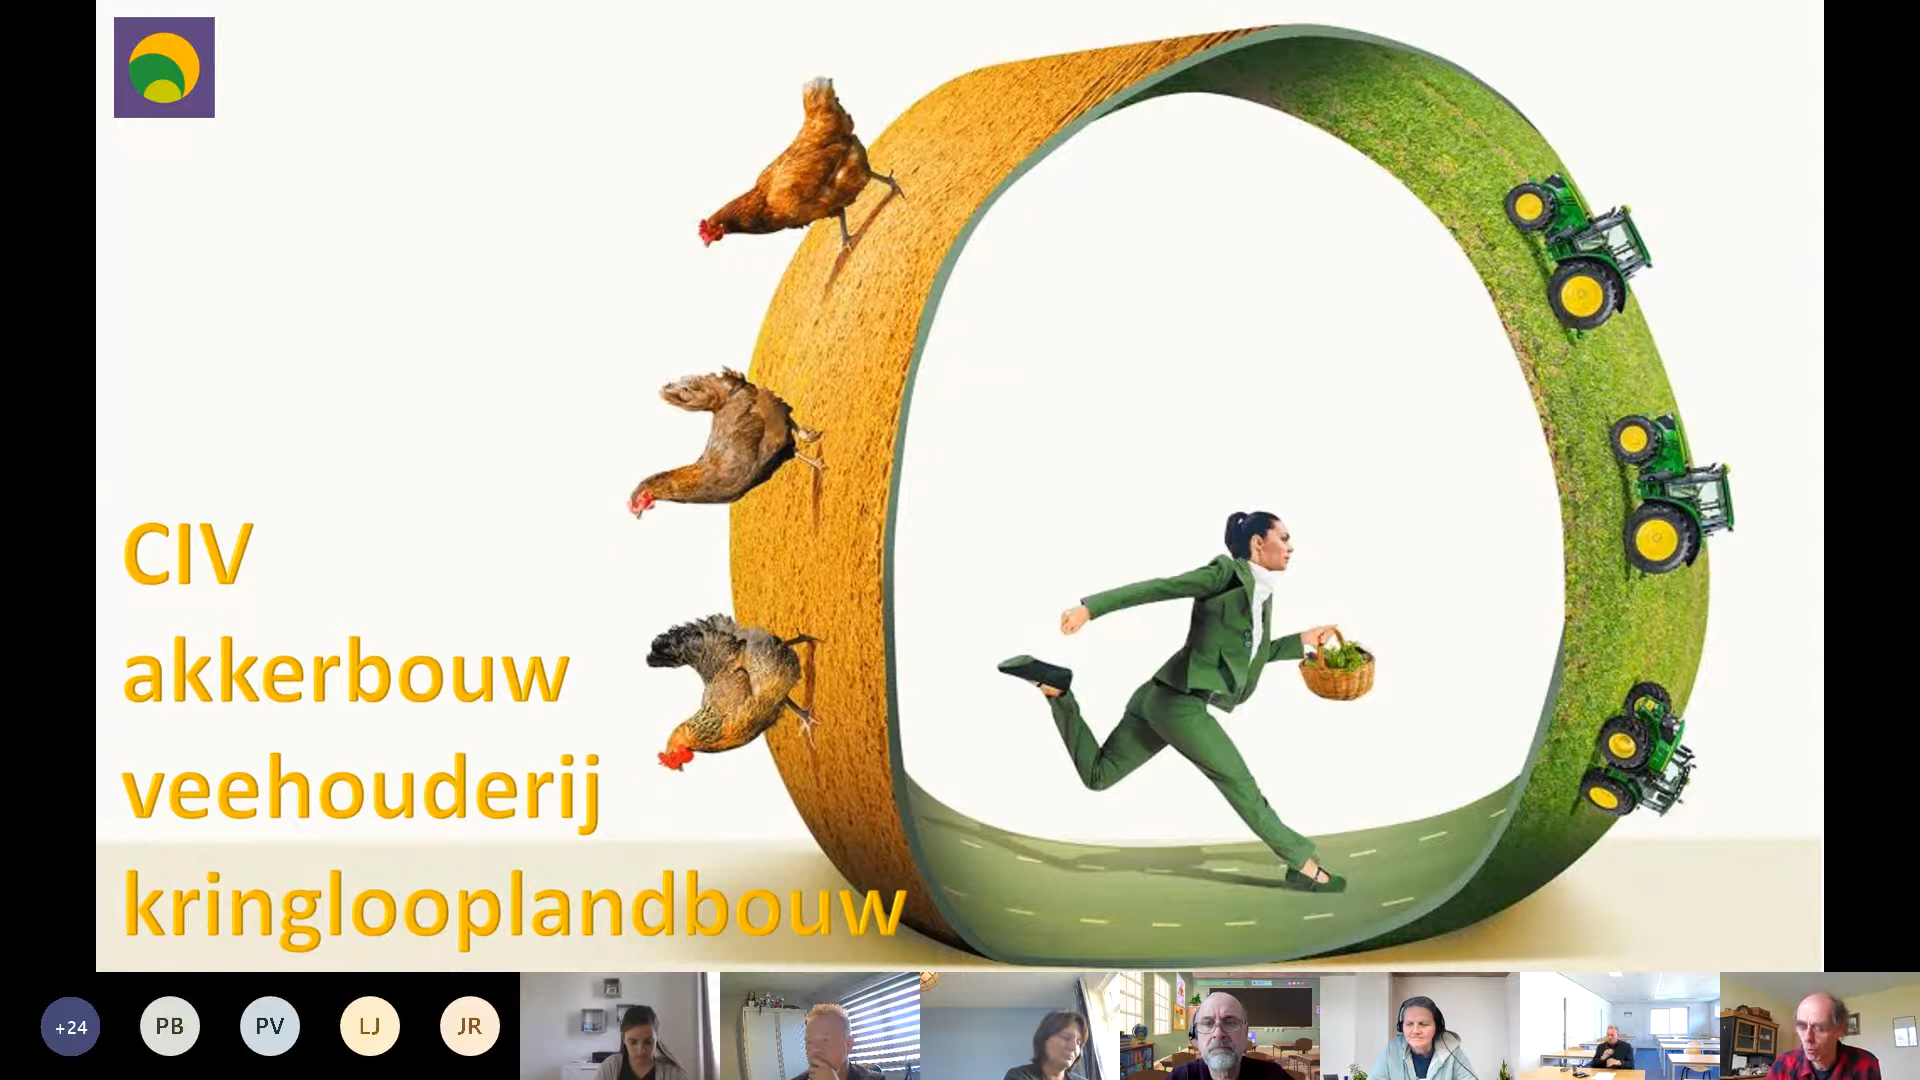 CIV
akkerbouw
veehouderij
kringlooplandbouw
+24
PB
PV
LJ
JR